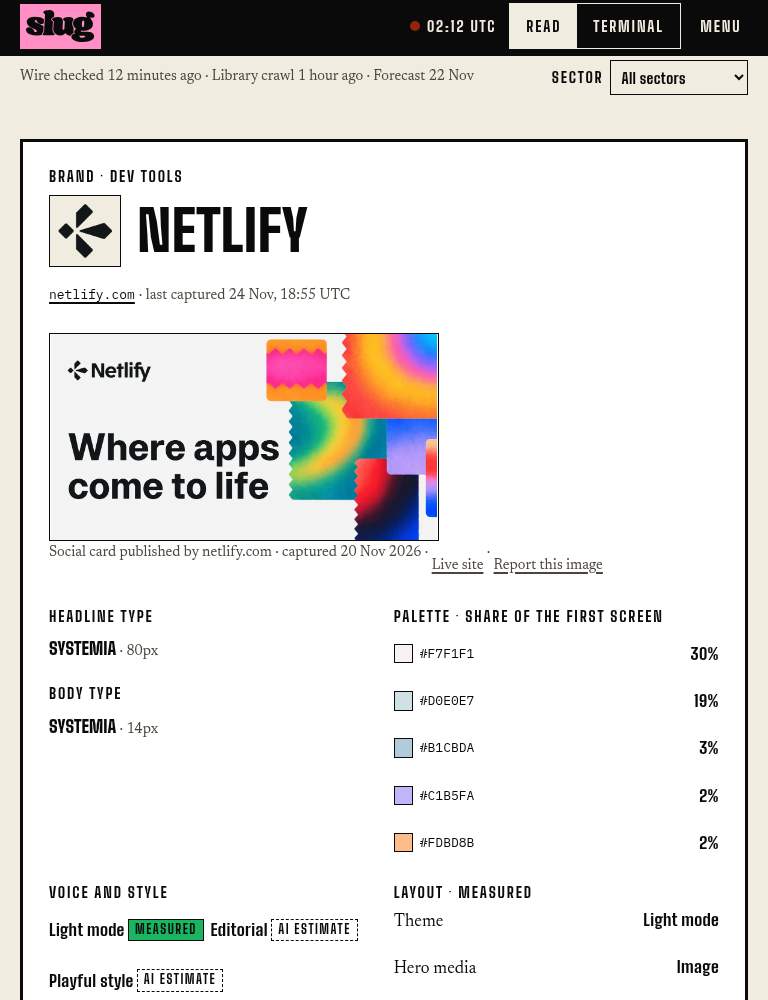 slug
02:12 UTC
READ
TERMINAL
MENU
Wire checked 12 minutes ago · Library crawl 1 hour ago · Forecast 22 Nov
SECTOR
All sectors
BRAND · DEV TOOLS
NETLIFY
netlify.com · last captured 24 Nov, 18:55 UTC
Netlify
Where apps
come to life
Social card published by netlify.com · captured 20 Nov 2026 · Live site · Report this image
HEADLINE TYPE
SYSTEMIA · 80px
BODY TYPE
SYSTEMIA · 14px
PALETTE · SHARE OF THE FIRST SCREEN
#F7F1F1 30%
#D0E0E7 19%
#B1CBDA 3%
#C1B5FA 2%
#FDBD8B 2%
VOICE AND STYLE
Light mode MEASURED Editorial AI ESTIMATE
Playful style AI ESTIMATE
LAYOUT · MEASURED
Theme Light mode
Hero media Image